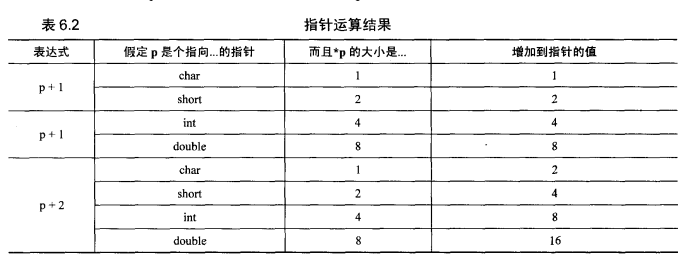 表 6.2 指针运算结果
表达式 假定 p 是个指向...的指针 而且*p 的大小是... 增加到指针的值
p + 1 char 1 1
short 2 2
p + 1 int 4 4
double 8 8
p + 2 char 1 2
short 2 4
int 4 8
double 8 16